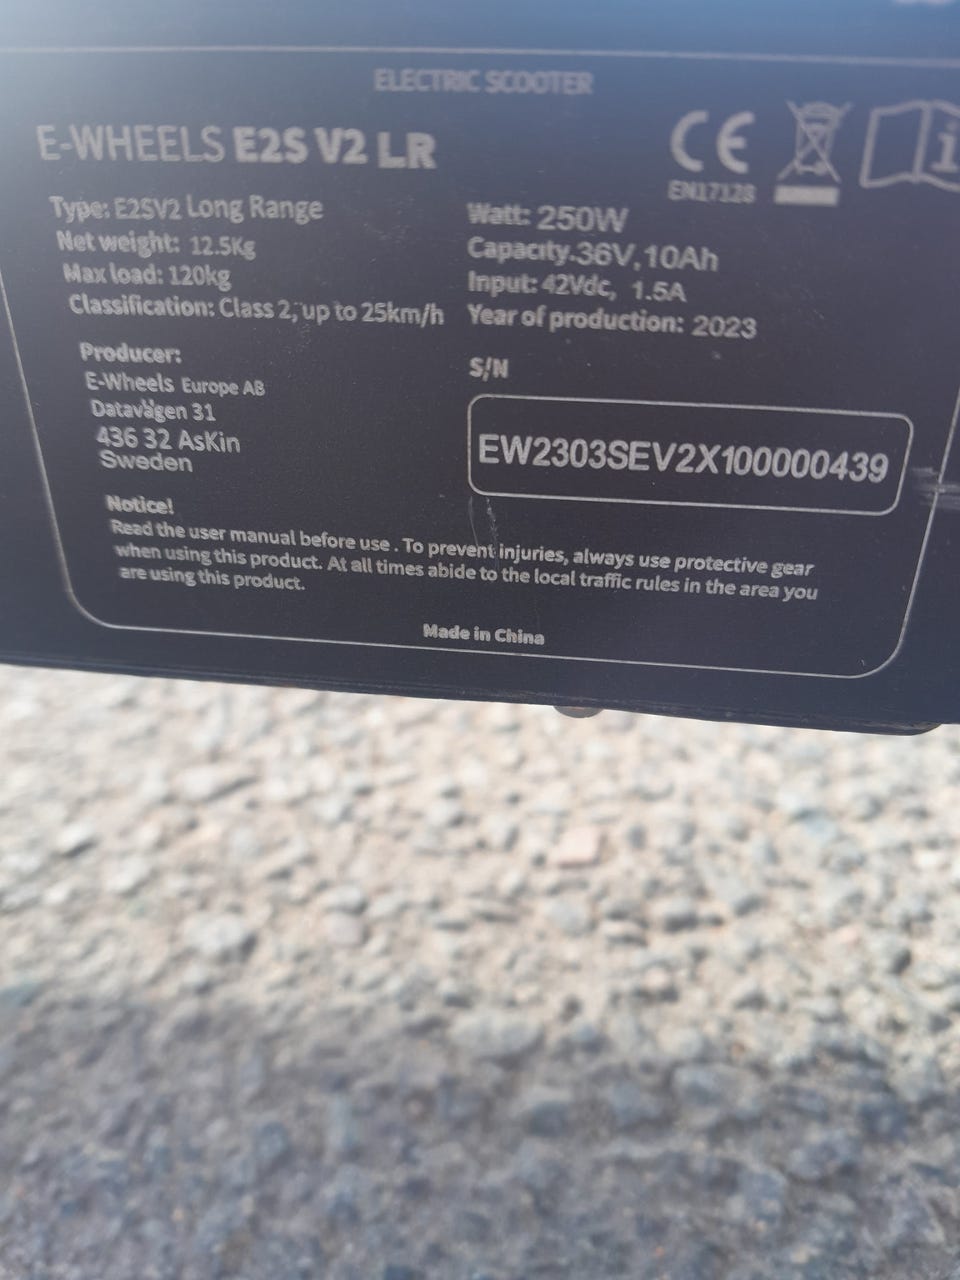 ELECTRIC SCOOTER
E-WHEELS E2S V2 LR
CE
EN17128
i
Type: E2SV2 Long Range
Net weight: 12.5Kg
Max load: 120kg
Classification: Class 2, up to 25km/h
Watt: 250W
Capacity.36V,10Ah
Input: 42Vdc, 1.5A
Year of production: 2023
Producer:
E-Wheels Europe AB
Datavägen 31
436 32 AsKin
Sweden
S/N
EW2303SEV2X100000439
Notice!
Read the user manual before use . To prevent injuries, always use protective gear
when using this product. At all times abide to the local traffic rules in the area you
are using this product.
Made in China